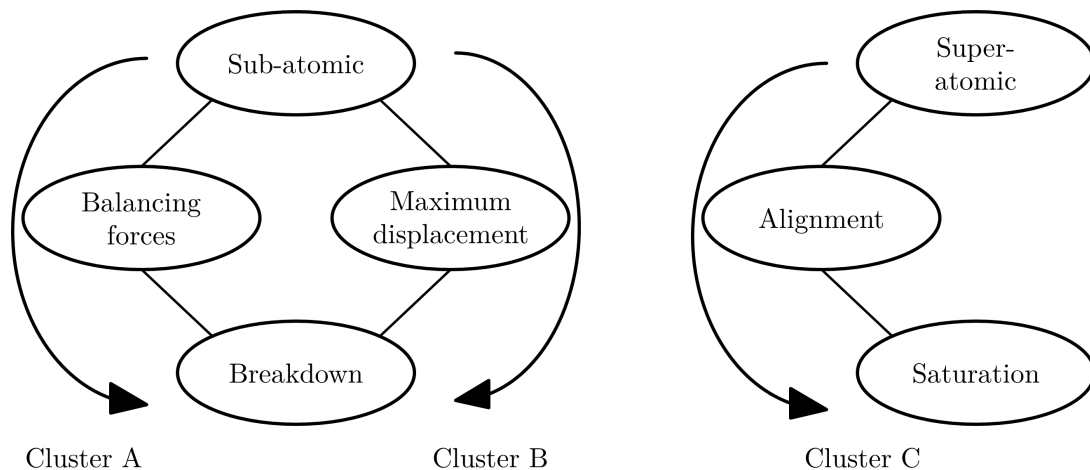 Sub-atomic
Super-
atomic
Balancing
forces
Maximum
displacement
Alignment
Breakdown
Saturation
Cluster A
Cluster B
Cluster C